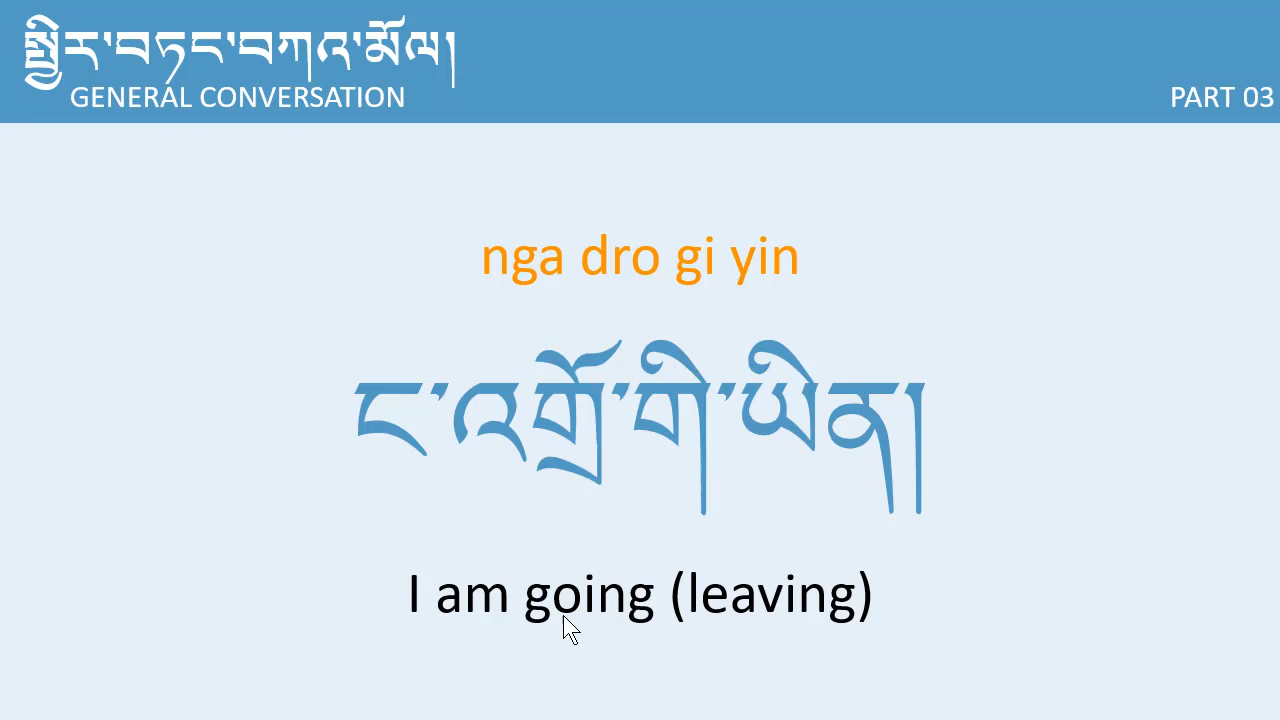 སྤྱིར་བཏང་བཀའ་མོལ།
GENERAL CONVERSATION
PART 03
nga dro gi yin
ང་འགྲོ་གི་ཡིན།
I am going (leaving)